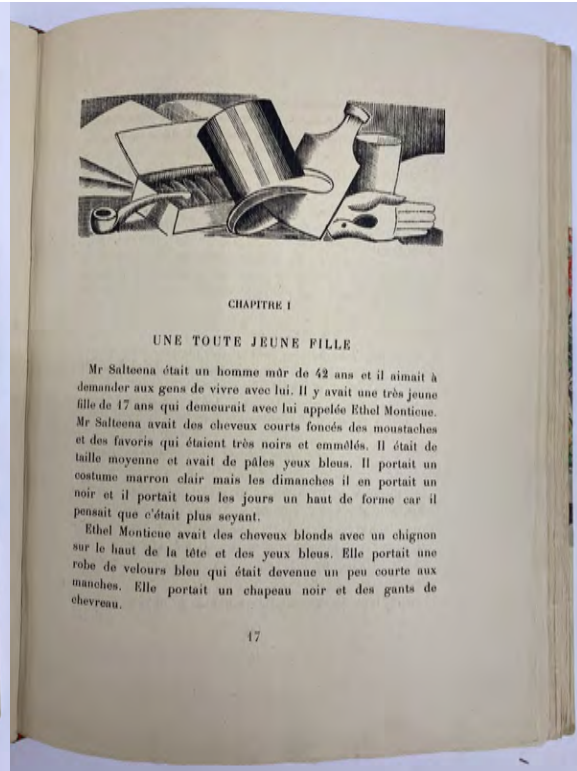 CHAPITRE I
UNE TOUTE JEUNE FILLE
Mr Salteena était un homme mûr de 42 ans et il aimait à
demander aux gens de vivre avec lui. Il y avait une très jeune
fille de 17 ans qui demeurait avec lui appelée Ethel Monticue.
Mr Salteena avait des cheveux courts foncés des moustaches
et des favoris qui étaient très noirs et emmêlés. Il était de
taille moyenne et avait de pâles yeux bleus. Il portait un
costume marron clair mais les dimanches il en portait un
noir et il portait tous les jours un haut de forme car il
pensait que c'était plus seyant.
Ethel Monticue avait des cheveux blonds avec un chignon
sur le haut de la tête et des yeux bleus. Elle portait une
robe de velours bleu qui était devenue un peu courte aux
manches. Elle portait un chapeau noir et des gants de
chevreau.
17